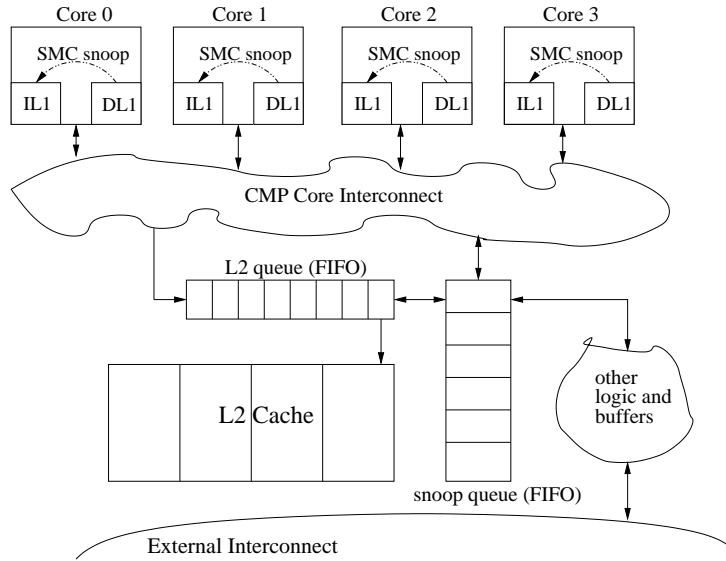 Core 0
Core 1
Core 2
Core 3
SMC snoop
SMC snoop
SMC snoop
SMC snoop
IL1
DL1
IL1
DL1
IL1
DL1
IL1
DL1
CMP Core Interconnect
L2 queue (FIFO)
L2 Cache
other
logic and
buffers
snoop queue (FIFO)
External Interconnect